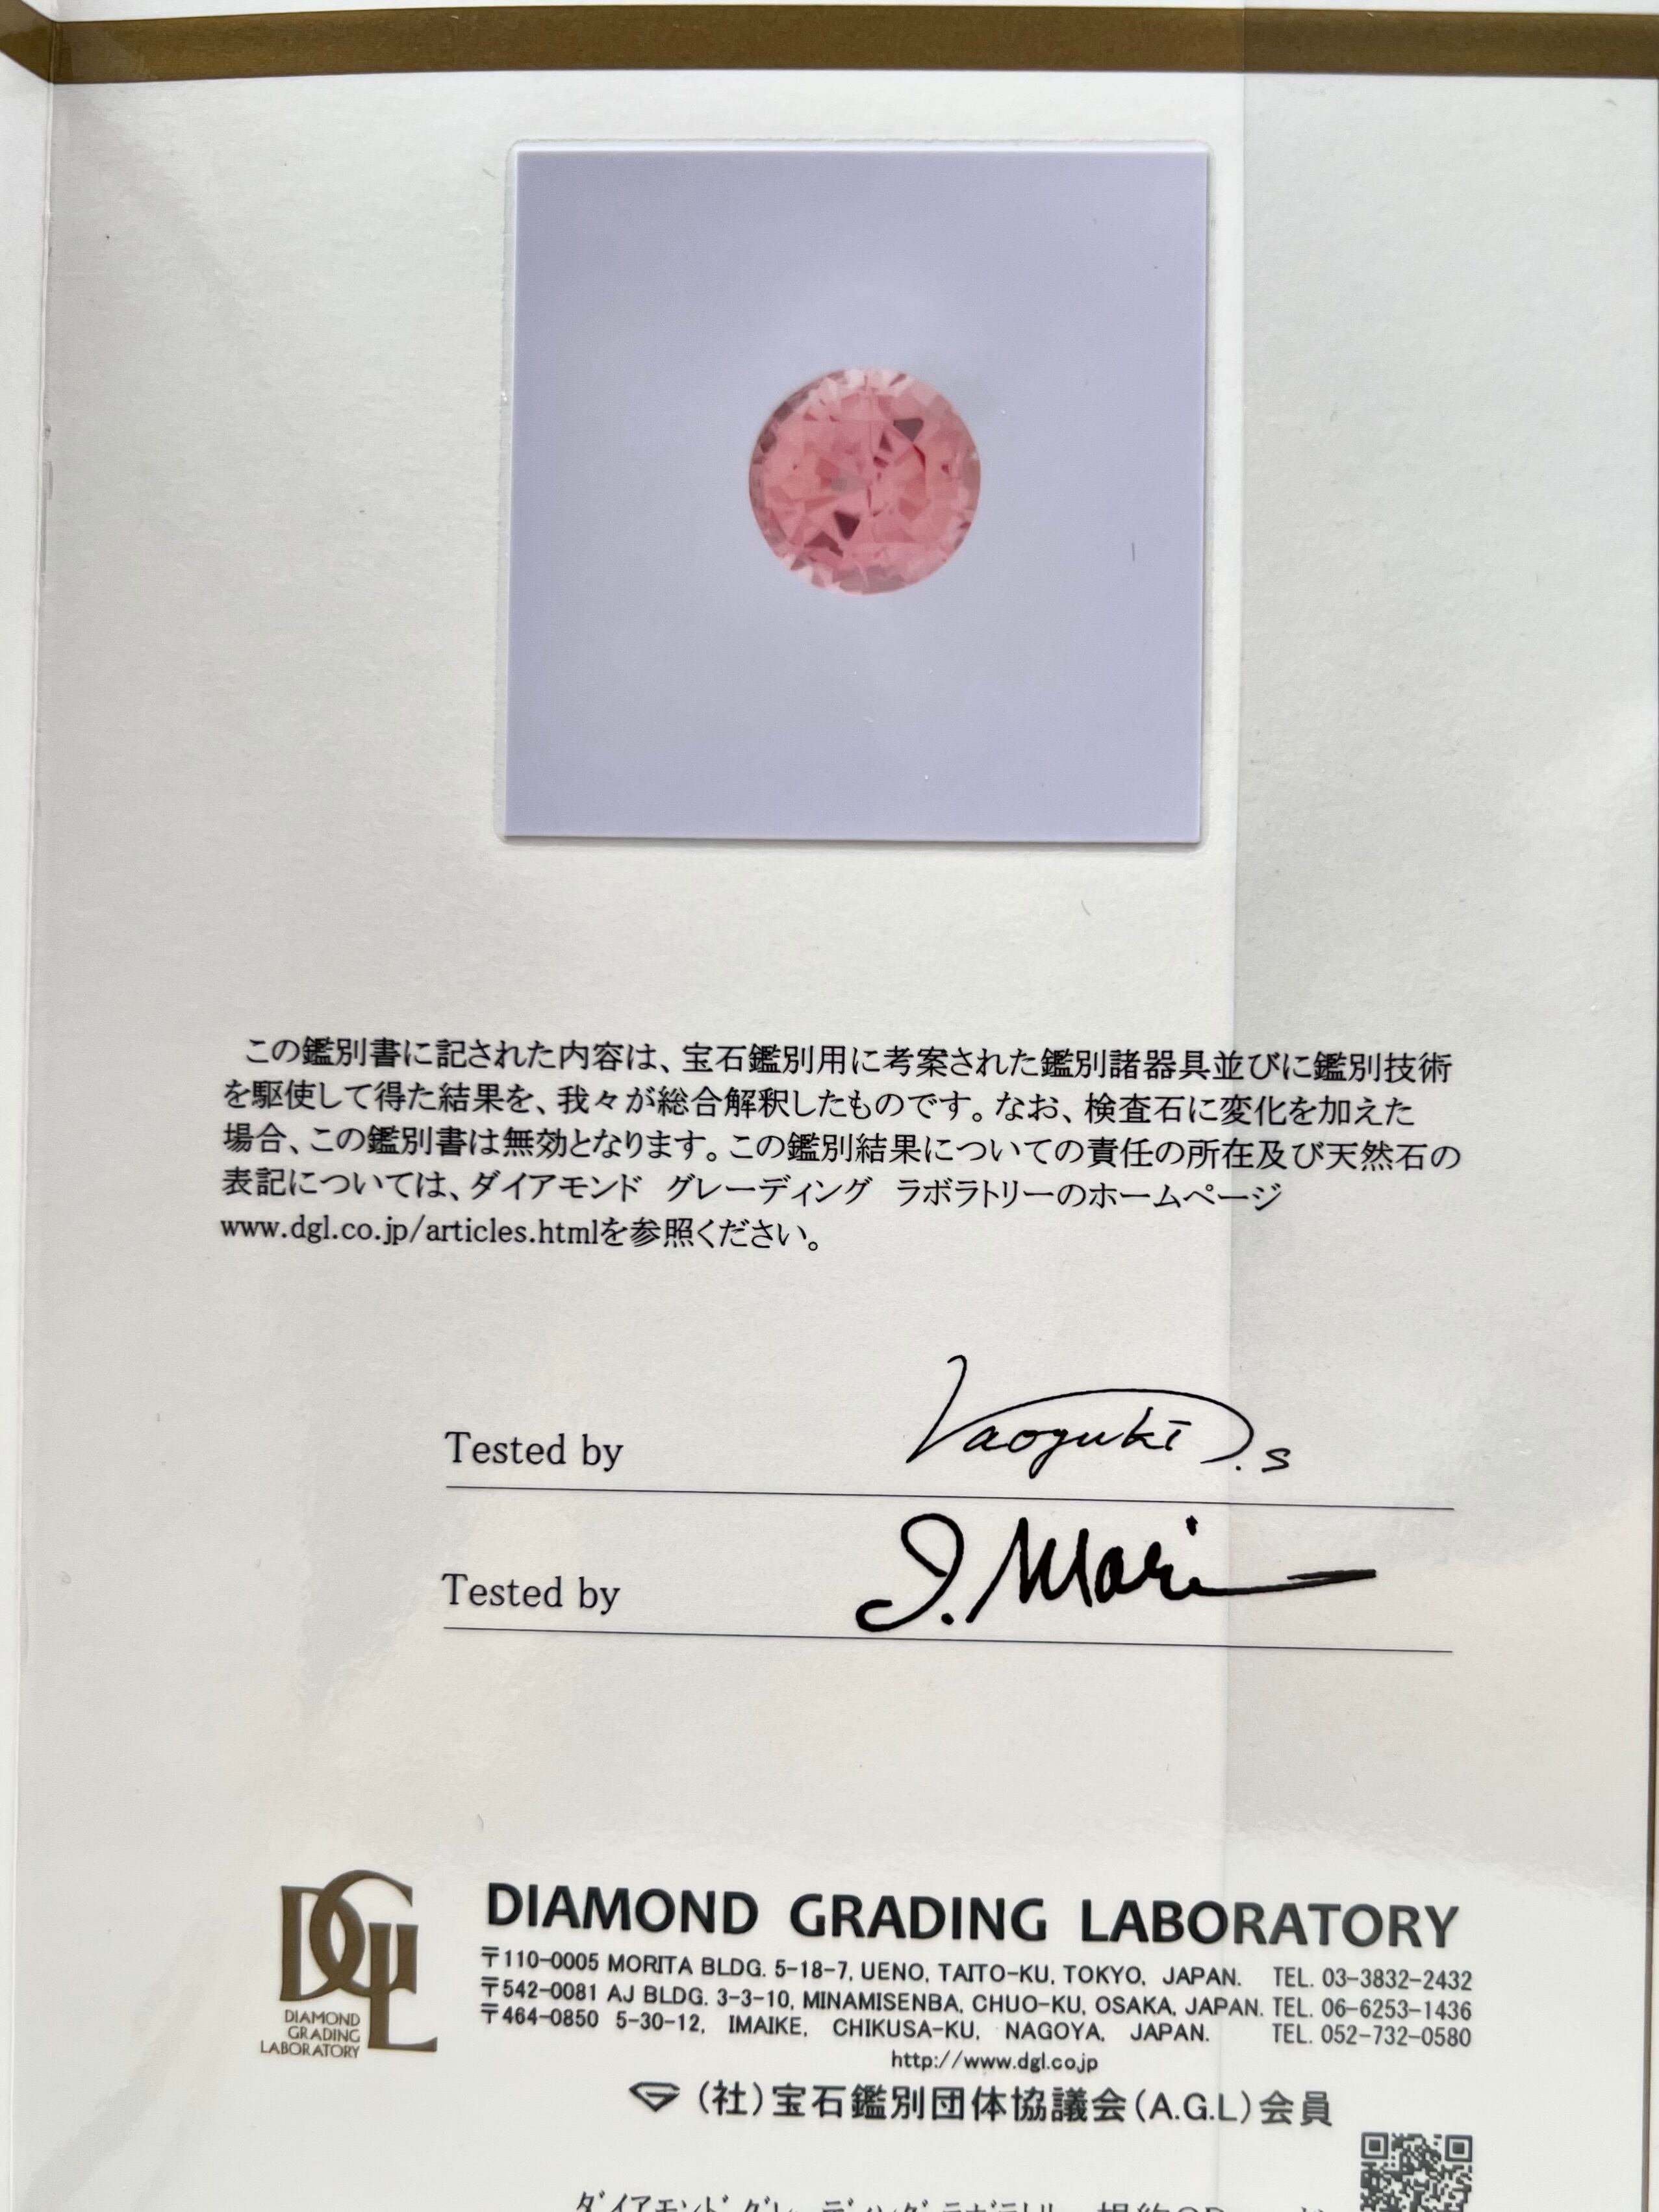 この鑑別書に記された内容は、宝石鑑別用に考案された鑑別諸器具並びに鑑別技術
を駆使して得た結果を、我々が総合解釈したものです。なお、検査石に変化を加えた
場合、この鑑別書は無効となります。この鑑別結果についての責任の所在及び天然石の
表記については、ダイアモンド グレーディング ラボラトリーのホームページ
www.dgl.co.jp/articles.htmlを参照ください。
Tested by
Tested by J. Mori
DGL
DIAMOND
GRADING
LABORATORY
DIAMOND GRADING LABORATORY
〒110-0005 MORITA BLDG. 5-18-7, UENO, TAITO-KU, TOKYO, JAPAN. TEL. 03-3832-2432
〒542-0081 AJ BLDG. 3-3-10, MINAMISENBA, CHUO-KU, OSAKA, JAPAN. TEL. 06-6253-1436
〒464-0850 5-30-12, IMAIKE, CHIKUSA-KU, NAGOYA, JAPAN. TEL. 052-732-0580
http://www.dgl.co.jp
(社)宝石鑑別団体協議会(A.G.L)会員